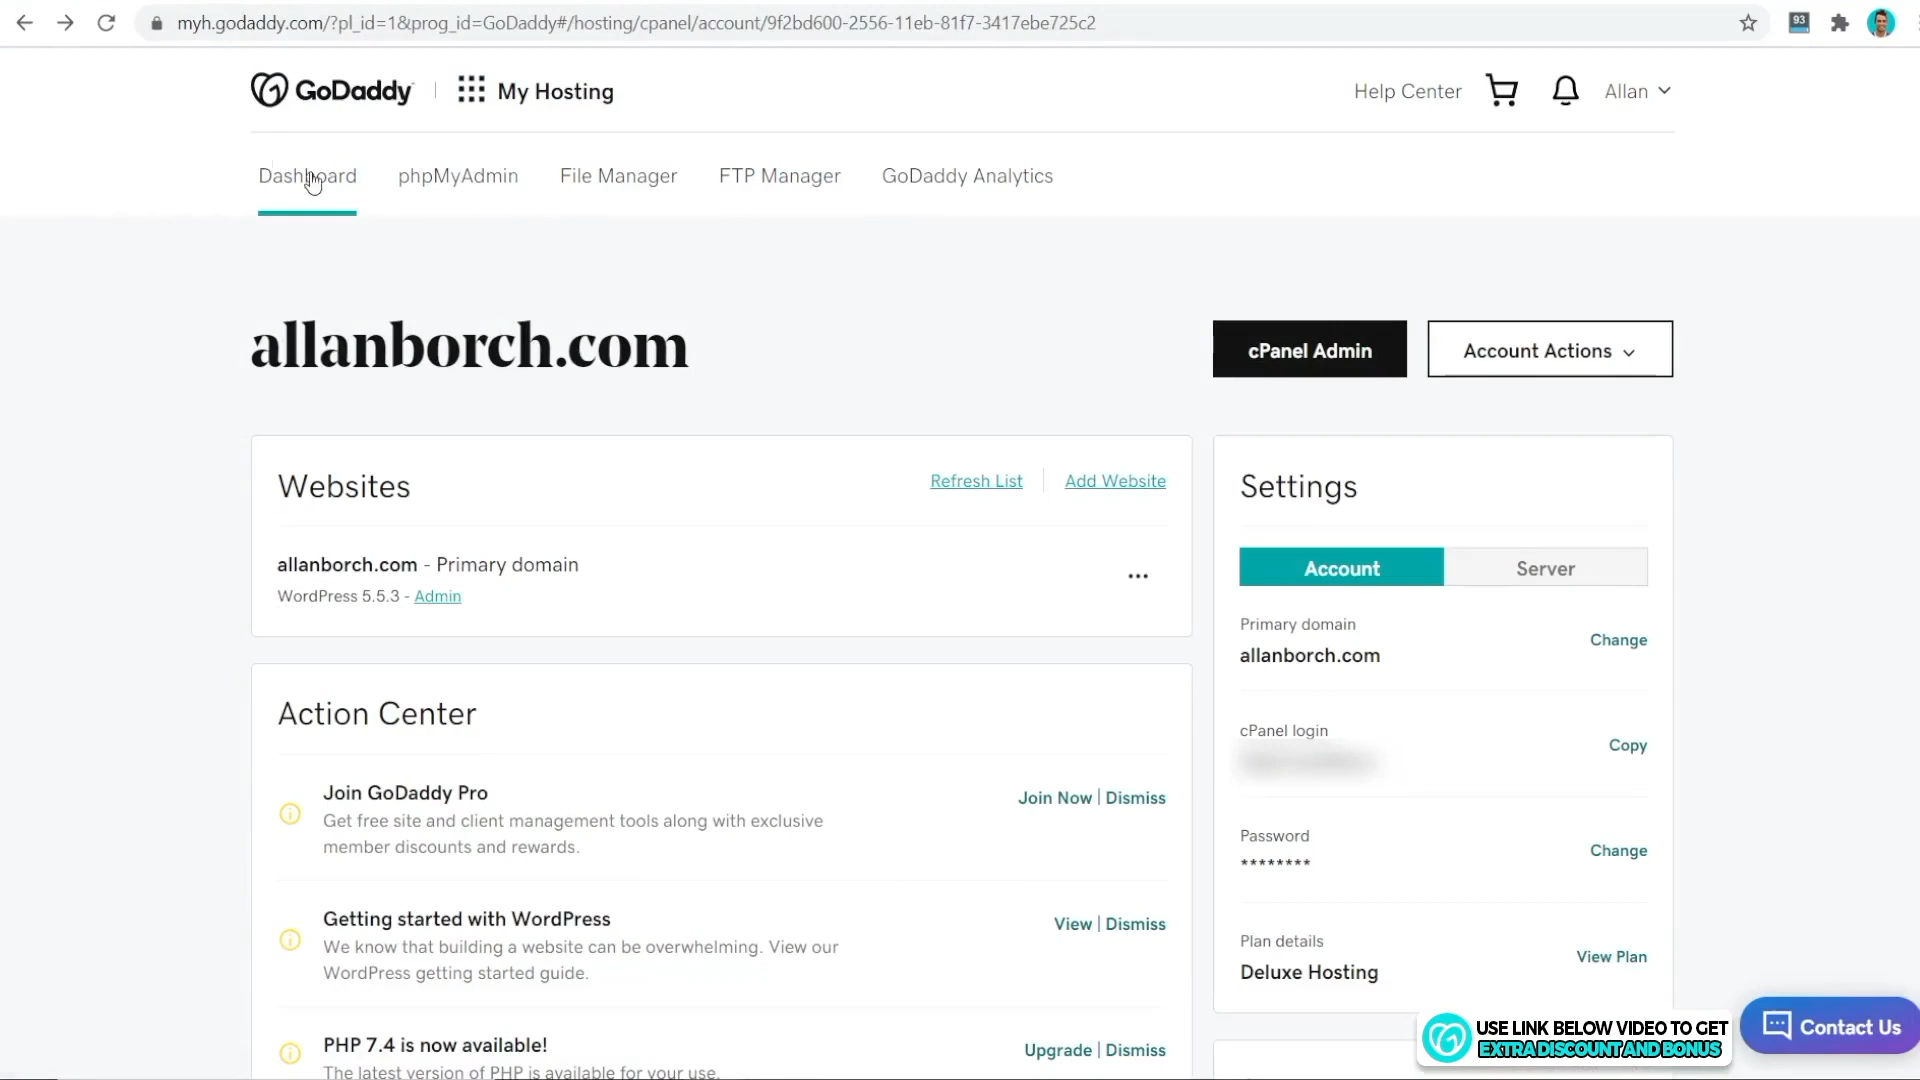 myh.godaddy.com/?pl_id=1&prog_id=GoDaddy#/hosting/cpanel/account/9f2bd600-2556-11eb-81f7-3417ebe725c2
93
GoDaddy
My Hosting
Help Center
Allan
Dashboard
phpMyAdmin
File Manager
FTP Manager
GoDaddy Analytics
allanborch.com
cPanel Admin
Account Actions
Websites
Refresh List
Add Website
allanborch.com - Primary domain
WordPress 5.5.3 - Admin
Action Center
Join GoDaddy Pro
Get free site and client management tools along with exclusive
member discounts and rewards.
Join Now | Dismiss
Getting started with WordPress
We know that building a website can be overwhelming. View our
WordPress getting started guide.
View | Dismiss
PHP 7.4 is now available!
The latest version of PHP is available for your use.
Upgrade | Dismiss
Settings
Account
Server
Primary domain
allanborch.com
Change
cPanel login
Copy
Password
********
Change
Plan details
Deluxe Hosting
View Plan
USE LINK BELOW VIDEO TO GET
EXTRA DISCOUNT AND BONUS
Contact Us